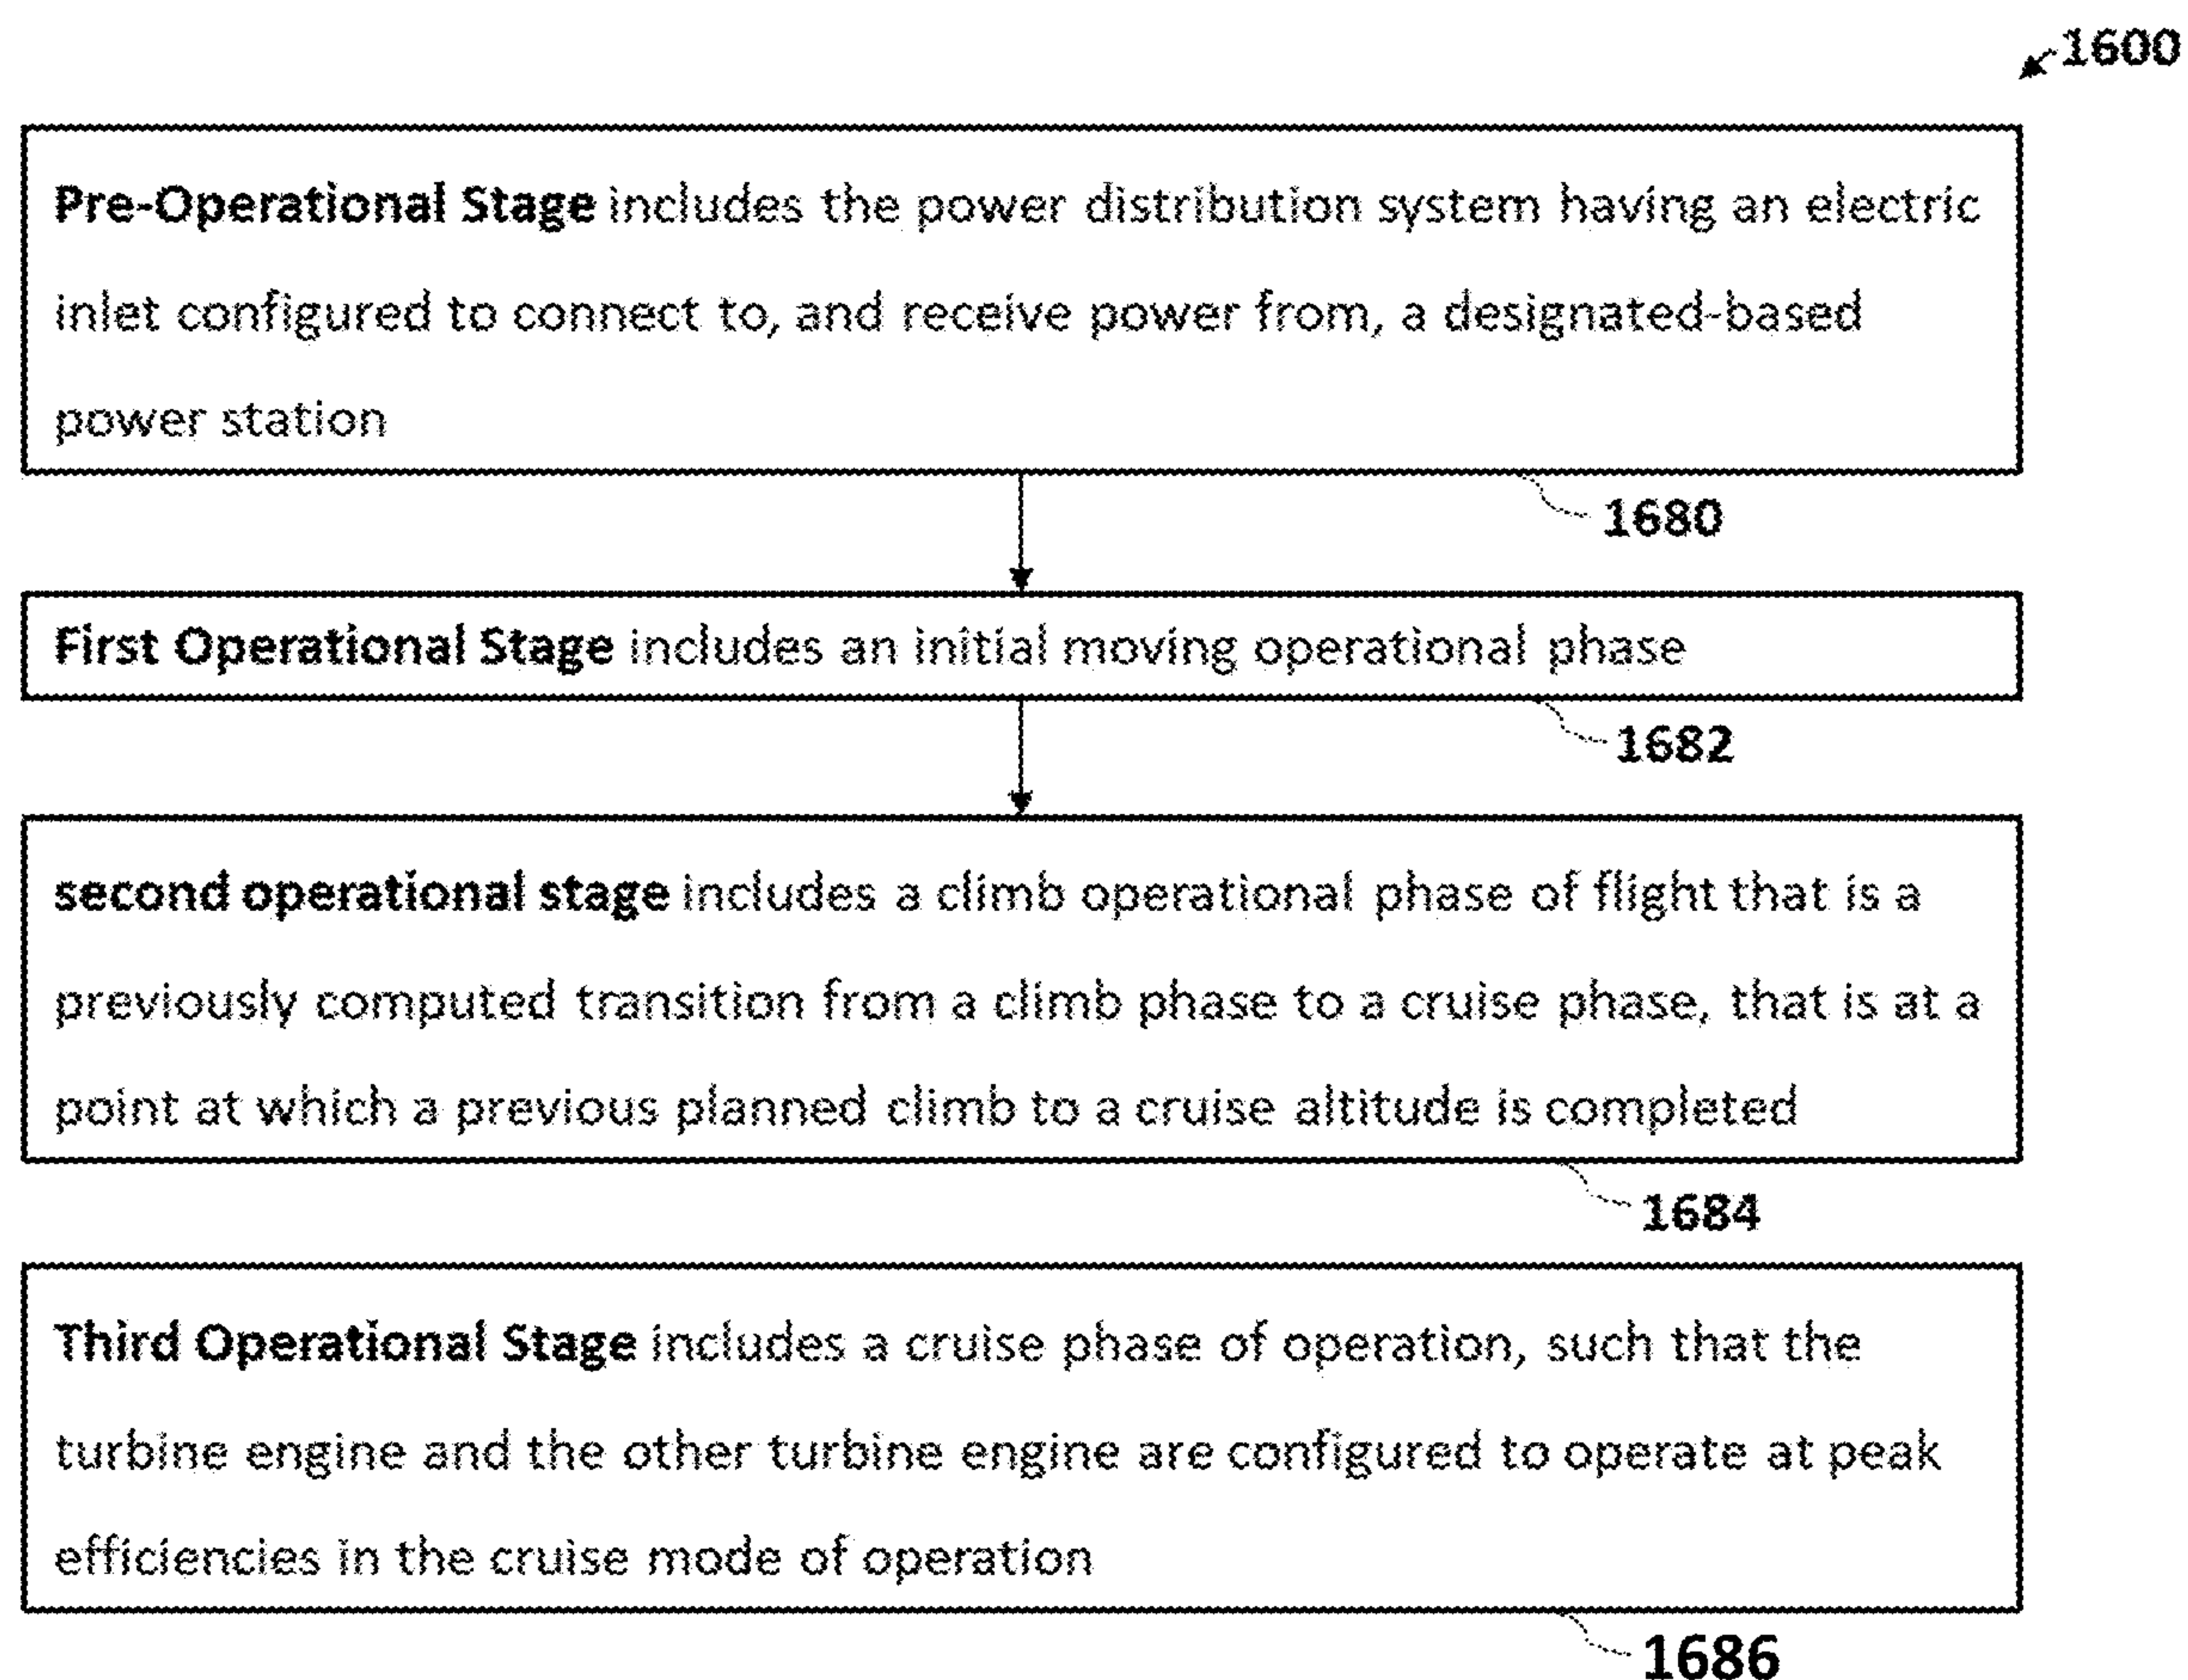 1600
Pre-Operational Stage includes the power distribution system having an electric
inlet configured to connect to, and receive power from, a designated-based
power station
1680
First Operational Stage includes an initial moving operational phase
1682
second operational stage includes a climb operational phase of flight that is a
previously computed transition from a climb phase to a cruise phase, that is at a
point at which a previous planned climb to a cruise altitude is completed
1684
Third Operational Stage includes a cruise phase of operation, such that the
turbine engine and the other turbine engine are configured to operate at peak
efficiencies in the cruise mode of operation
1686